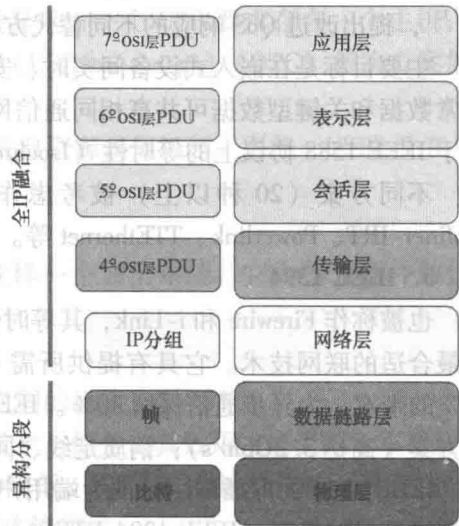 7°OSI层PDU 应用层
6°OSI层PDU 表示层
5°OSI层PDU 会话层
4°OSI层PDU 传输层
IP分组 网络层
帧 数据链路层
比特 物理层
全IP融合
异构分段